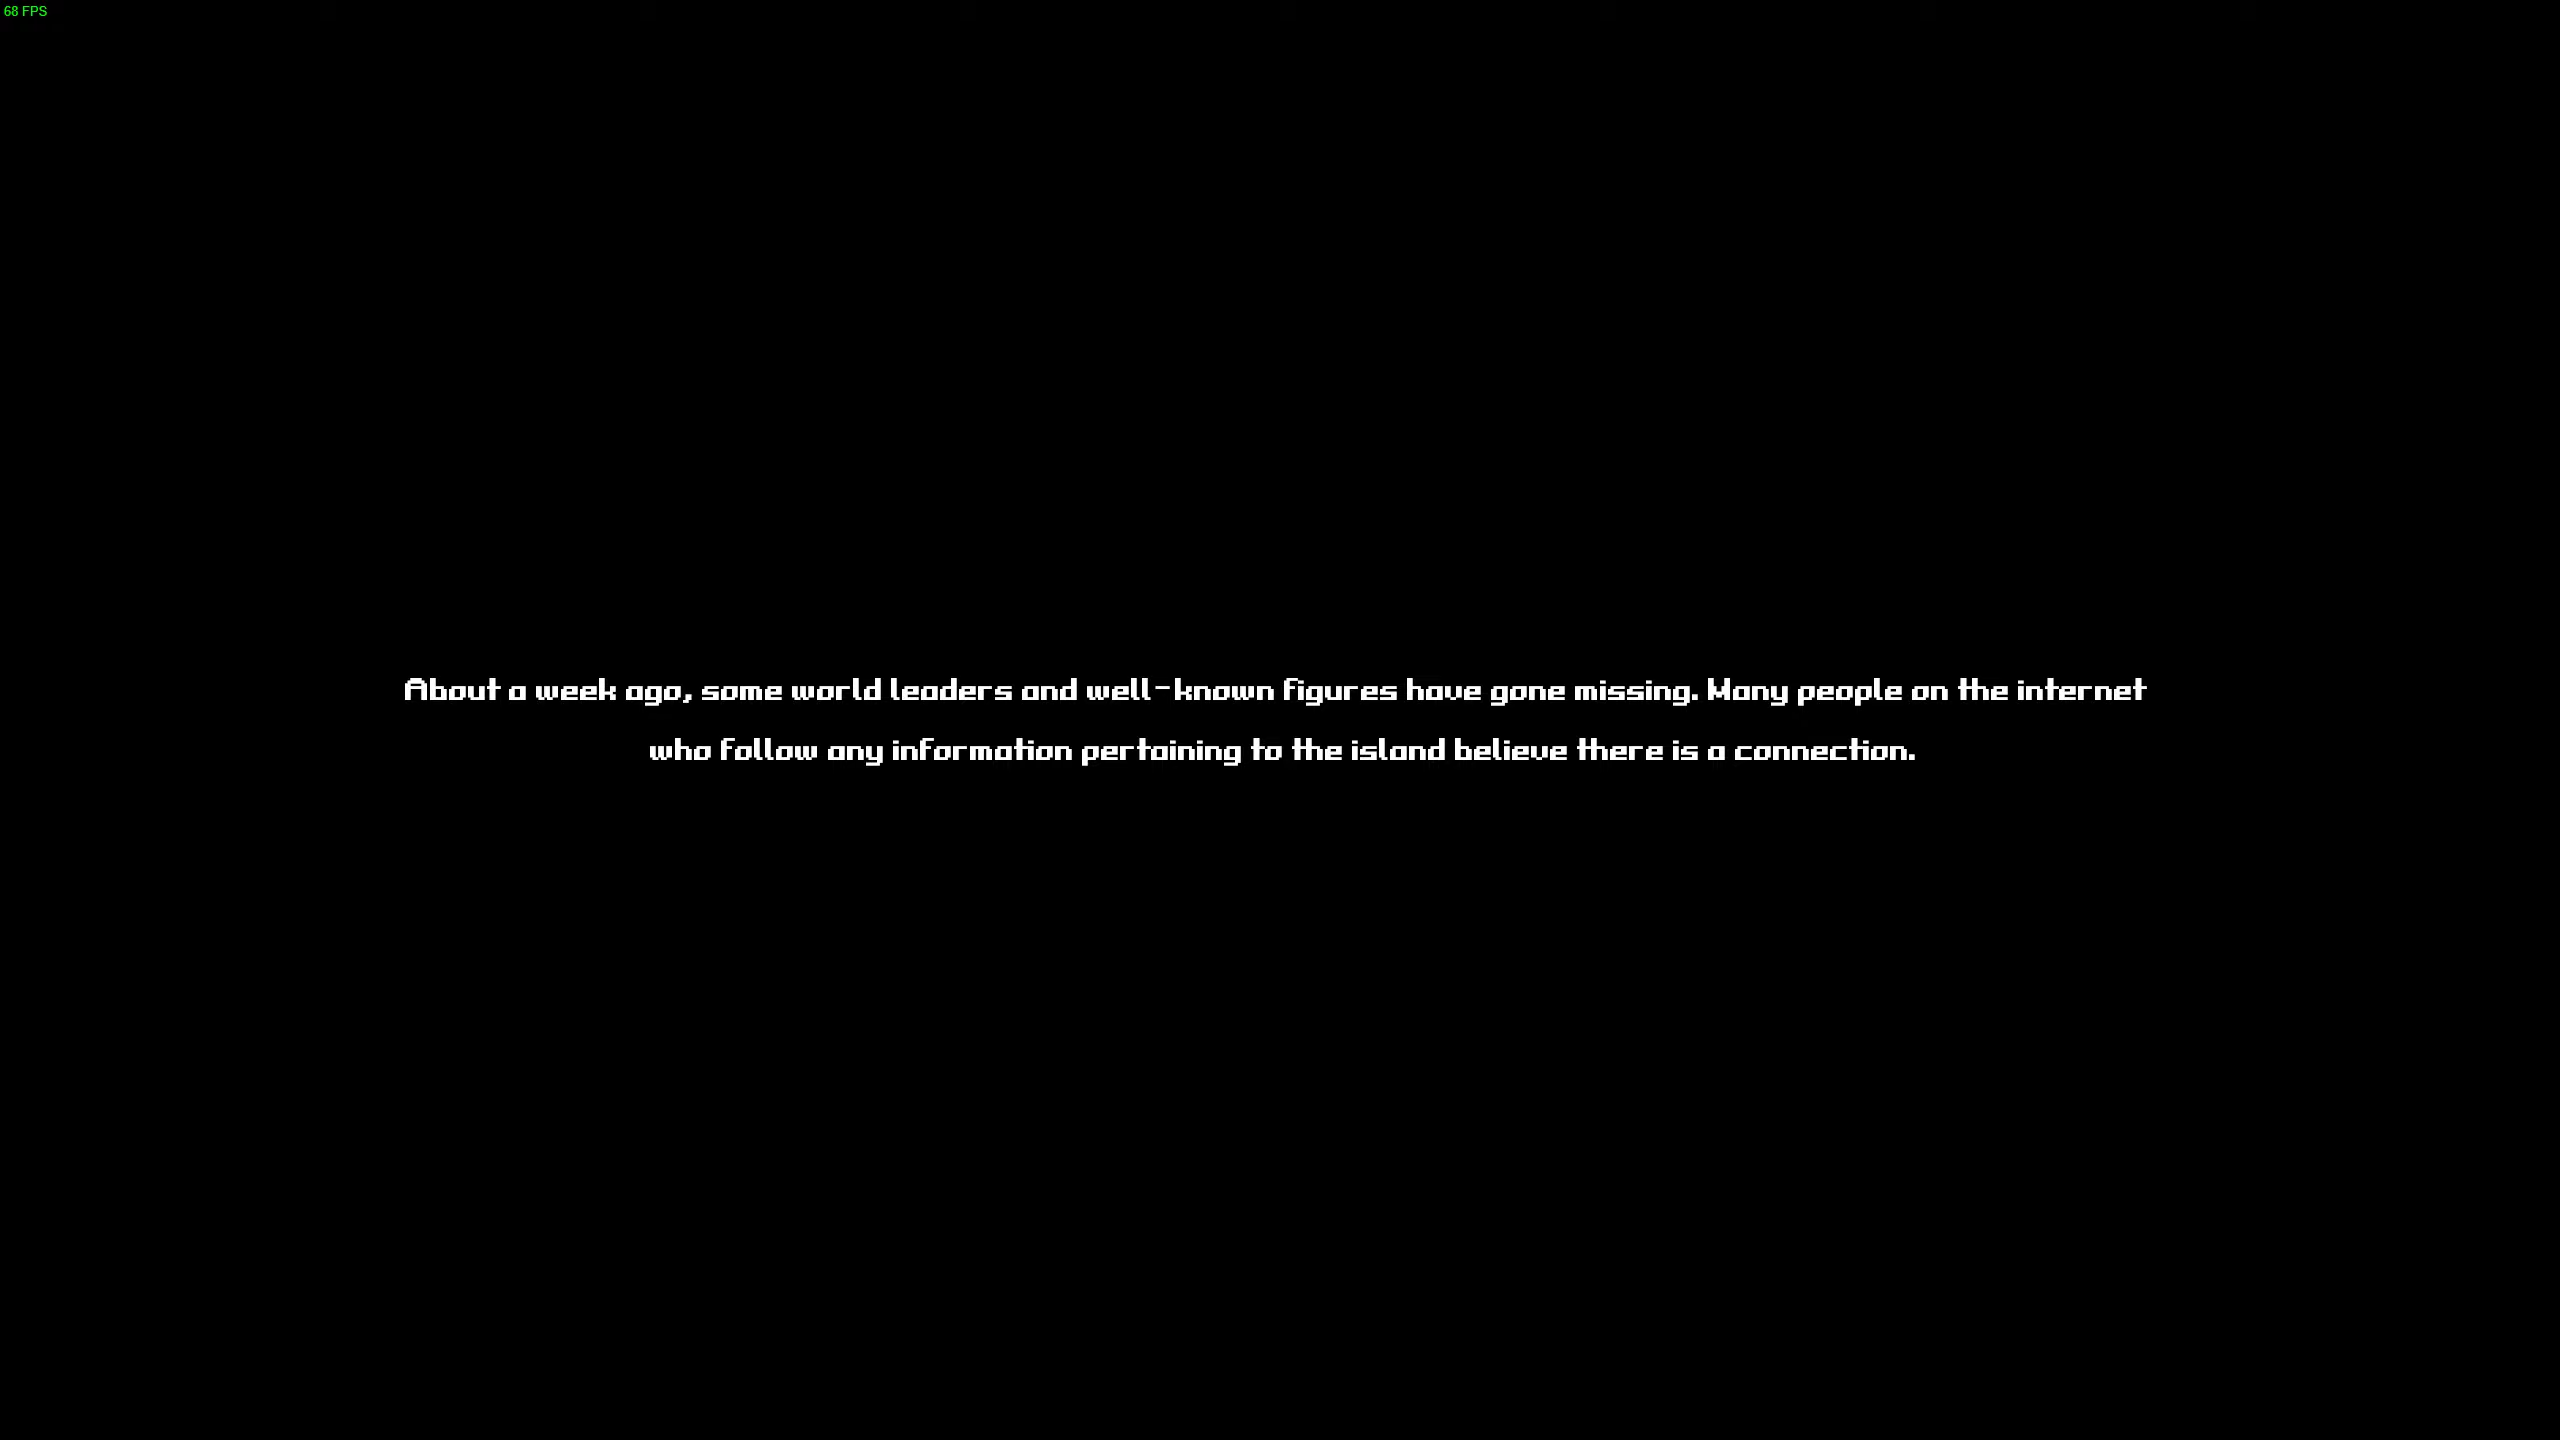 68 FPS
About a week ago, some world leaders and well-known figures have gone missing. Many people on the internet
who follow any information pertaining to the island believe there is a connection.